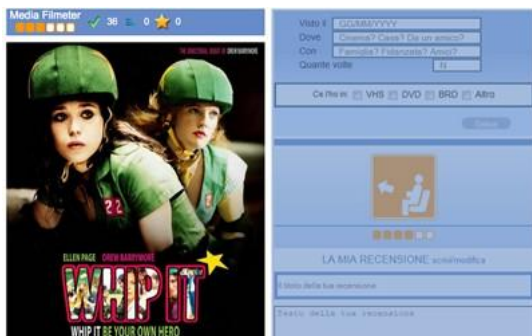 Media Filmeter
36 0 0
THE DIRECTORIAL DEBUT OF DREW BARRYMORE
22
ELLEN PAGE DREW BARRYMORE
WHIP IT
WHIP IT BE YOUR OWN HERO
Visto il GG/MM/YYYY
Dove Cinema? Casa? Da un amico?
Con Famiglia? Fidanzata? Amici?
Quante volte N
Ce l'ho in: VHS DVD BRD Altro
LA MIA RECENSIONE scrivi/modifica
Il titolo della tua recensione
Testo della tua recensione